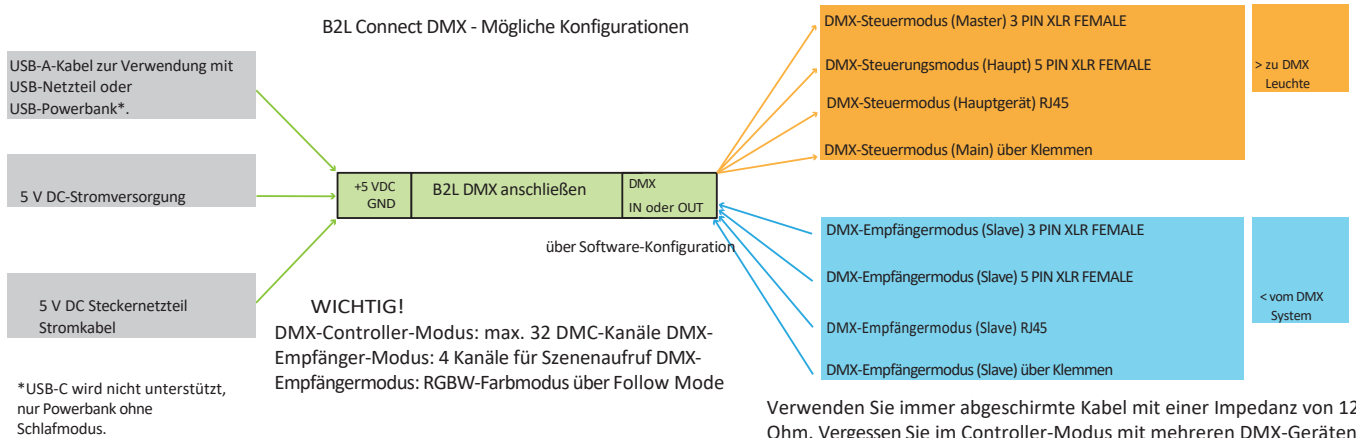 B2L Connect DMX - Mögliche Konfigurationen
USB-A-Kabel zur Verwendung mit
USB-Netzteil oder
USB-Powerbank*.
5 V DC-Stromversorgung
5 V DC Steckernetzteil
Stromkabel
*USB-C wird nicht unterstützt,
nur Powerbank ohne
Schlafmodus.
+5 VDC
GND
B2L DMX anschließen
DMX
IN oder OUT
über Software-Konfiguration
WICHTIG!
DMX-Controller-Modus: max. 32 DMC-Kanäle DMX-
Empfänger-Modus: 4 Kanäle für Szenenaufruf DMX-
Empfängermodus: RGBW-Farbmodus über Follow Mode
DMX-Steuermodus (Master) 3 PIN XLR FEMALE
DMX-Steuerungsmodus (Haupt) 5 PIN XLR FEMALE
DMX-Steuermodus (Hauptgerät) RJ45
DMX-Steuermodus (Main) über Klemmen
> zu DMX
Leuchte
DMX-Empfängermodus (Slave) 3 PIN XLR FEMALE
DMX-Empfängermodus (Slave) 5 PIN XLR FEMALE
DMX-Empfängermodus (Slave) RJ45
DMX-Empfängermodus (Slave) über Klemmen
< vom DMX
System
Verwenden Sie immer abgeschirmte Kabel mit einer Impedanz von
Ohm. Vergessen Sie im Controller-Modus mit mehreren DMX-Geräten